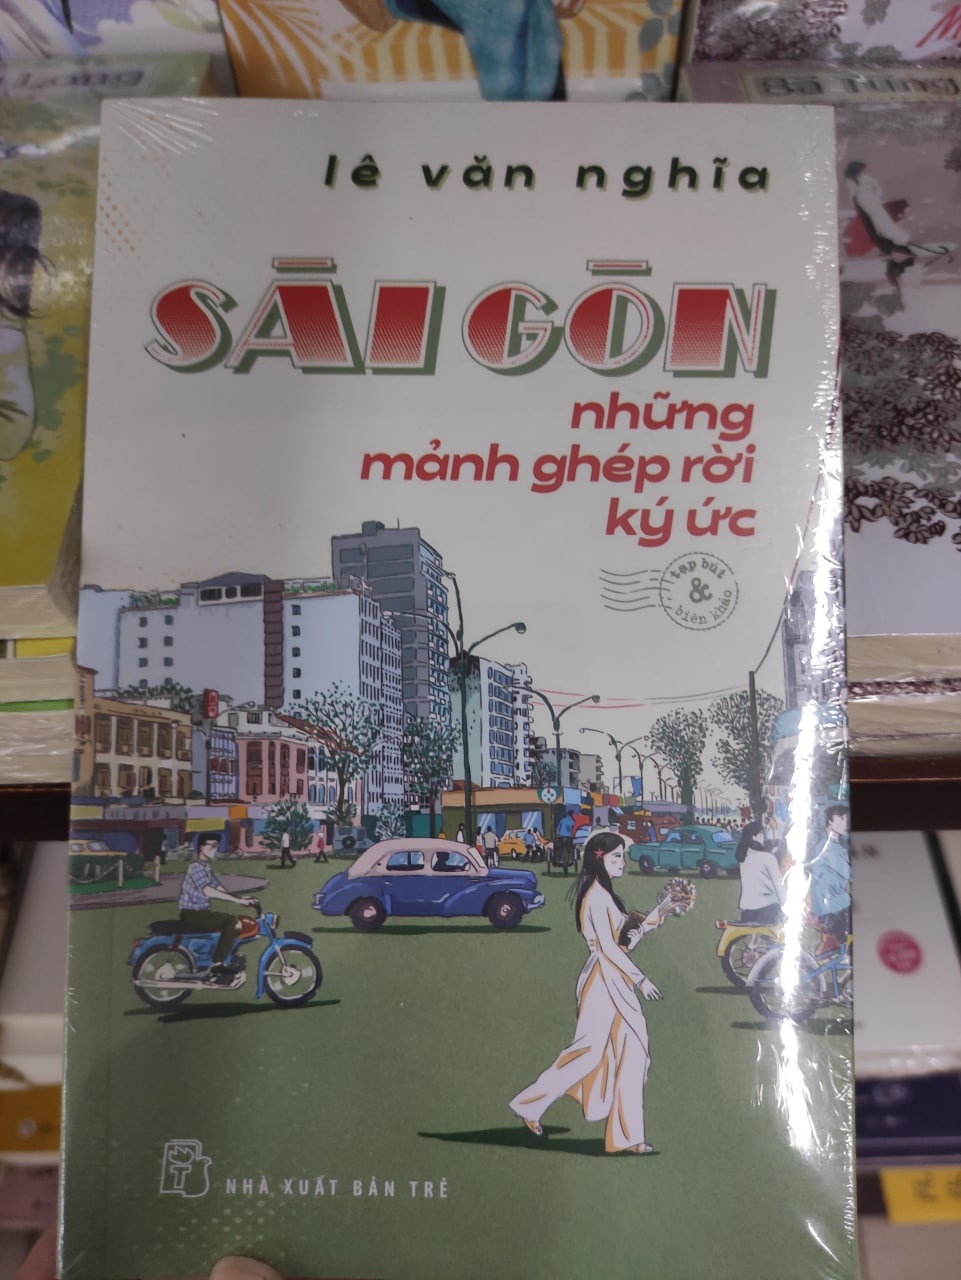 lê văn nghĩa
SÀI GÒN
những
mảnh ghép rời
ký ức
tạp bút
&
biên khảo
NHÀ XUẤT BẢN TRẺ